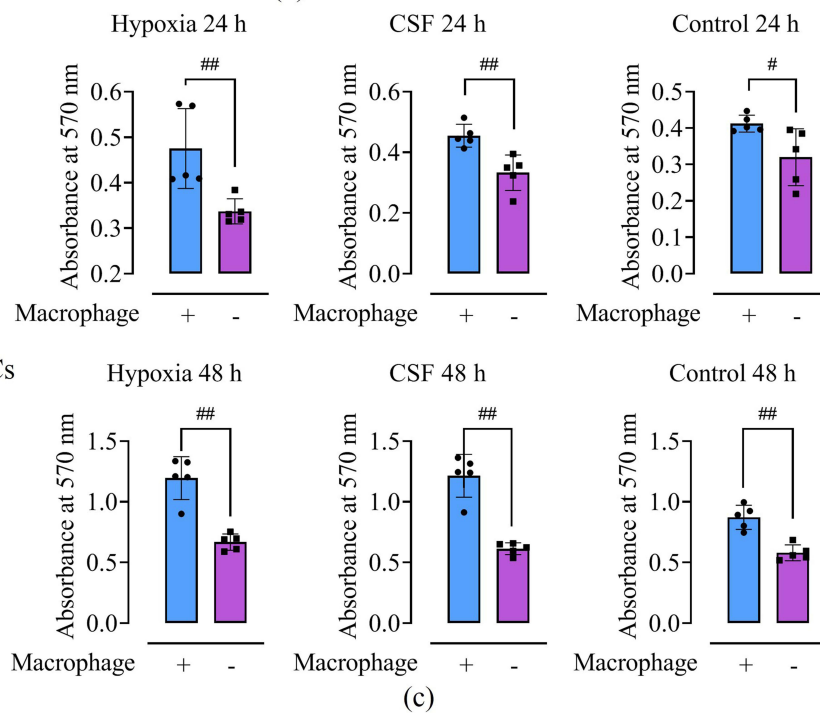 Hypoxia 24 h
CSF 24 h
Control 24 h
##
##
#
Absorbance at 570 nm
0.6
0.5
0.4
0.3
0.2
Absorbance at 570 nm
0.6
0.4
0.2
0.0
Absorbance at 570 nm
0.5
0.4
0.3
0.2
0.1
0.0
Macrophage + -
Macrophage + -
Macrophage + -
Hypoxia 48 h
CSF 48 h
Control 48 h
##
##
##
Absorbance at 570 nm
1.5
1.0
0.5
0.0
Absorbance at 570 nm
1.5
1.0
0.5
0.0
Absorbance at 570 nm
1.5
1.0
0.5
0.0
Macrophage + -
Macrophage + -
Macrophage + -
(c)